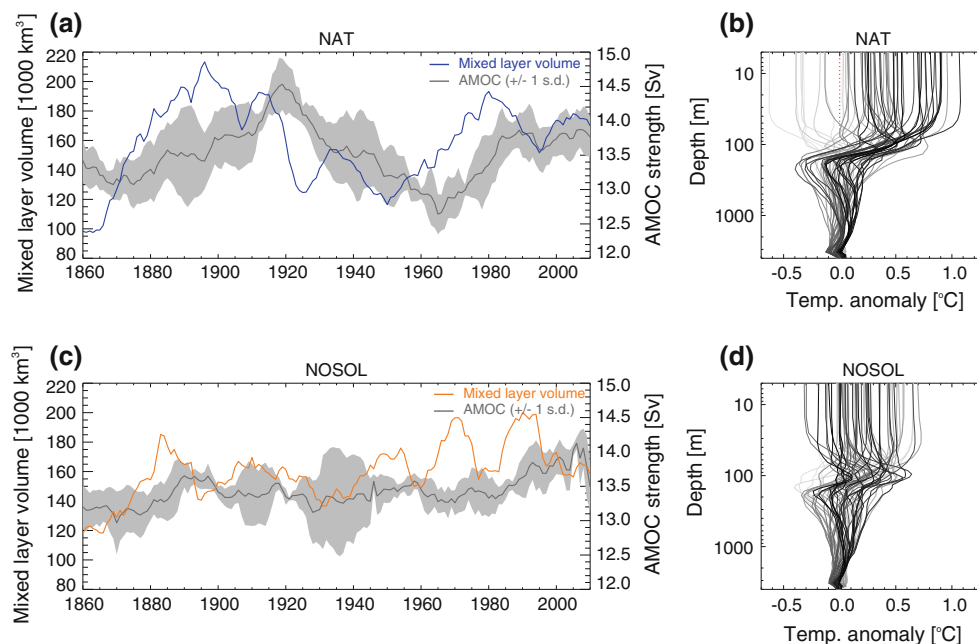 (a)
NAT
Mixed layer volume [1000 km³]
220
200
180
160
140
120
100
80
Mixed layer volume
AMOC (+/- 1 s.d.)
15.0
14.5
14.0
13.5
13.0
12.5
12.0
AMOC strength [Sv]
1860 1880 1900 1920 1940 1960 1980 2000
(b)
NAT
Depth [m]
10
100
1000
-0.5 0.0 0.5 1.0
Temp. anomaly [°C]
(c)
NOSOL
Mixed layer volume [1000 km³]
220
200
180
160
140
120
100
80
Mixed layer volume
AMOC (+/- 1 s.d.)
15.0
14.5
14.0
13.5
13.0
12.5
12.0
AMOC strength [Sv]
1860 1880 1900 1920 1940 1960 1980 2000
(d)
NOSOL
Depth [m]
10
100
1000
-0.5 0.0 0.5 1.0
Temp. anomaly [°C]